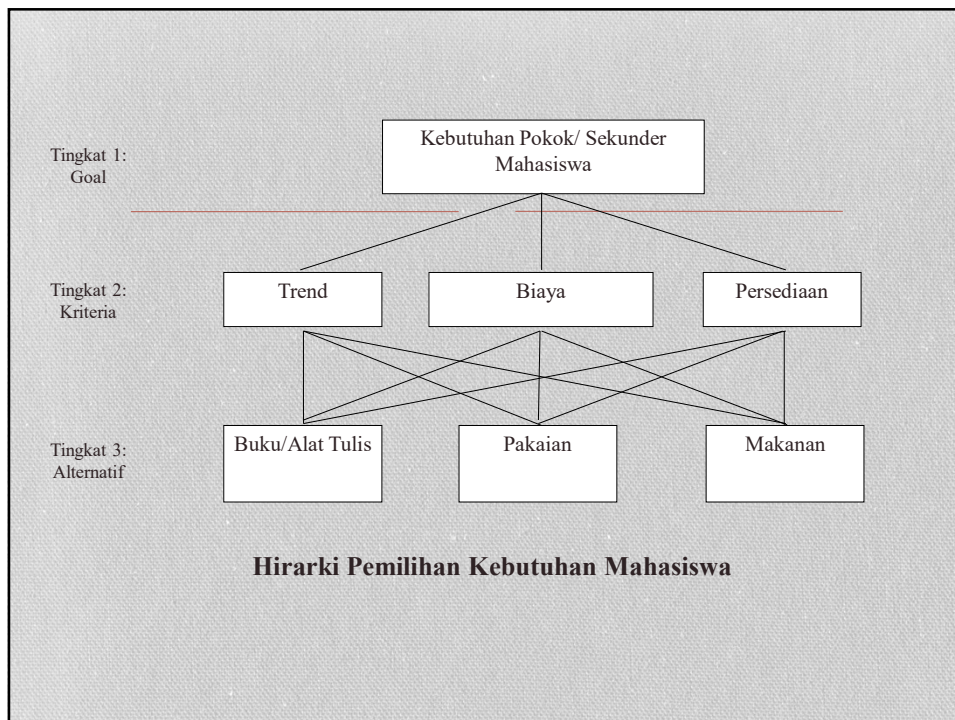 Kebutuhan Pokok/ Sekunder
Mahasiswa
Tingkat 1:
Goal
Tingkat 2:
Kriteria
Trend
Biaya
Persediaan
Tingkat 3:
Alternatif
Buku/Alat Tulis
Pakaian
Makanan
Hirarki Pemilihan Kebutuhan Mahasiswa